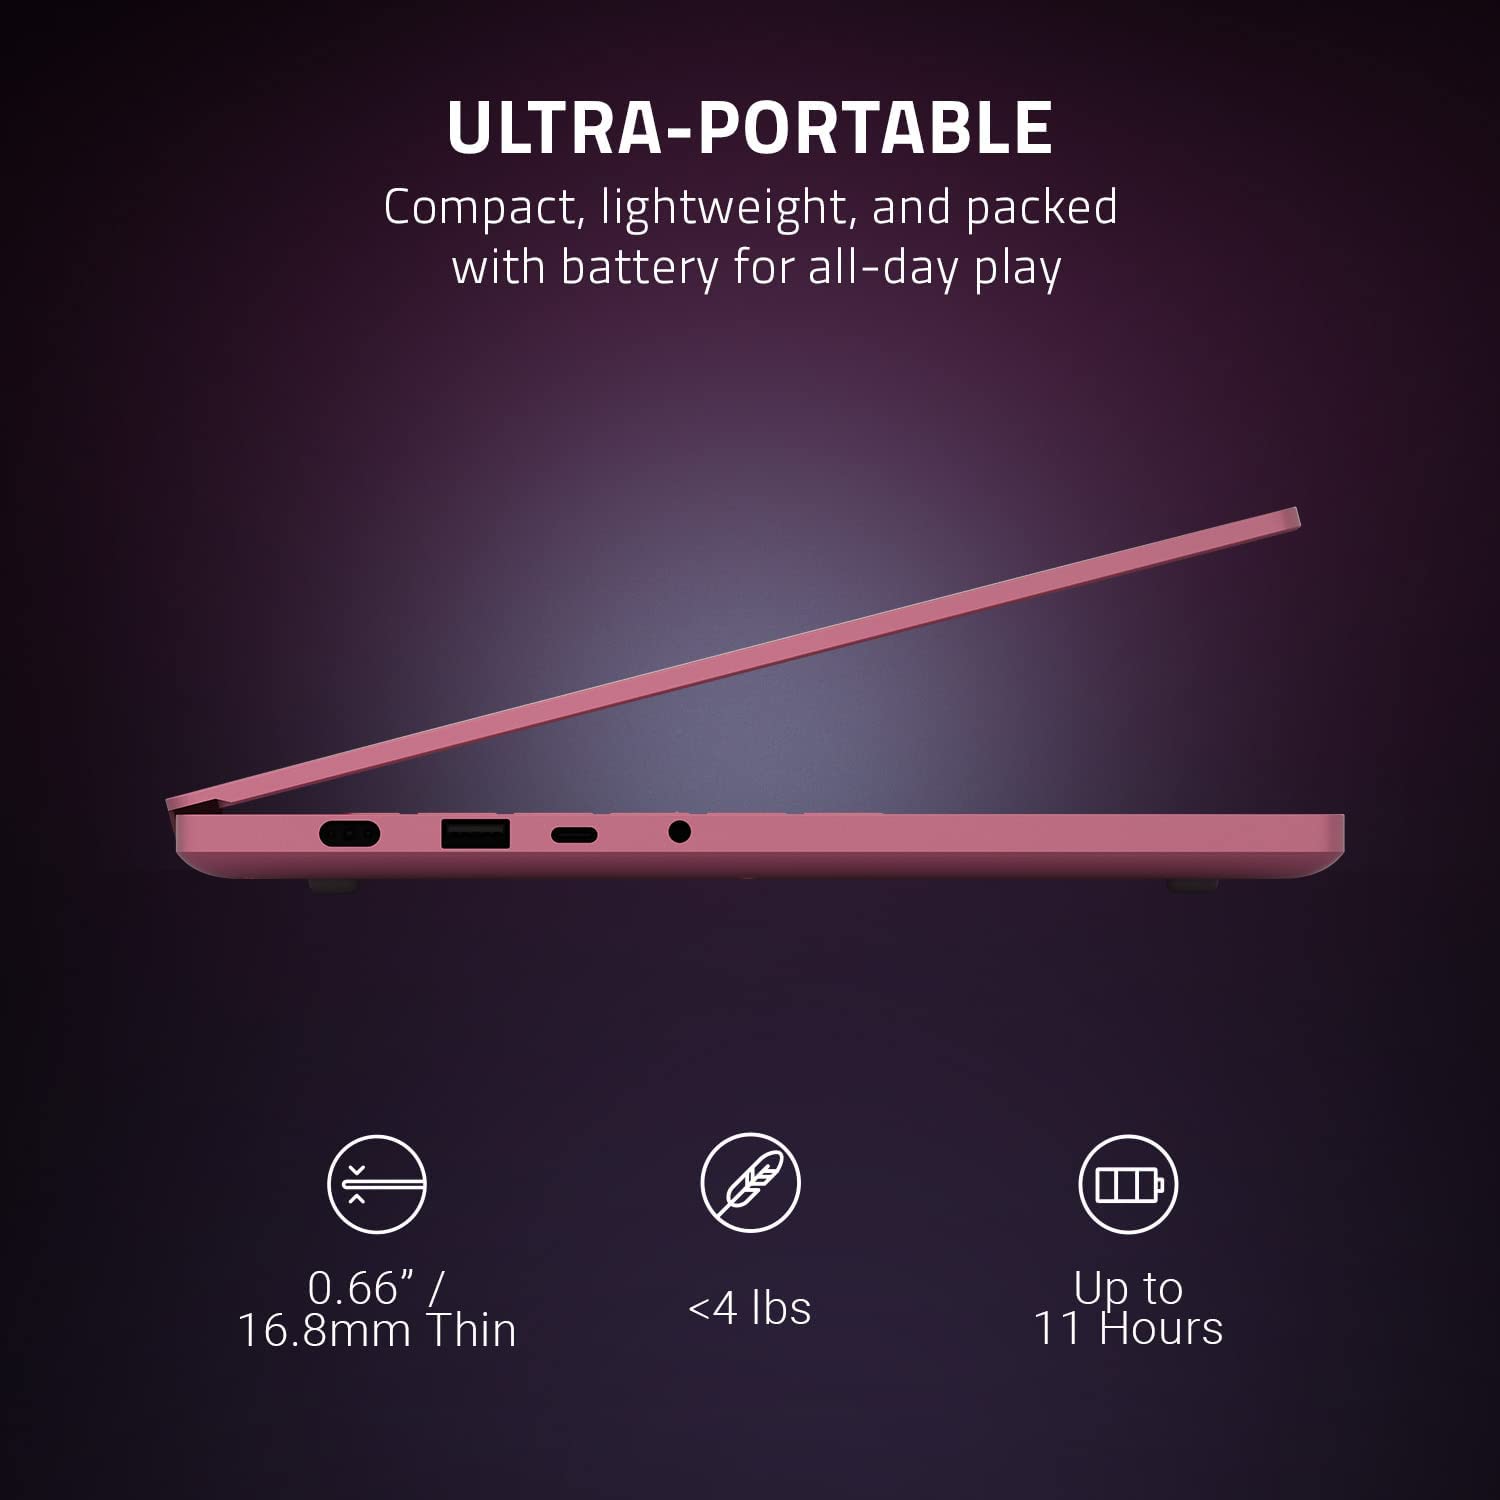 ULTRA-PORTABLE
Compact, lightweight, and packed
with battery for all-day play
0.66” /
16.8mm Thin
<4 lbs
Up to
11 Hours